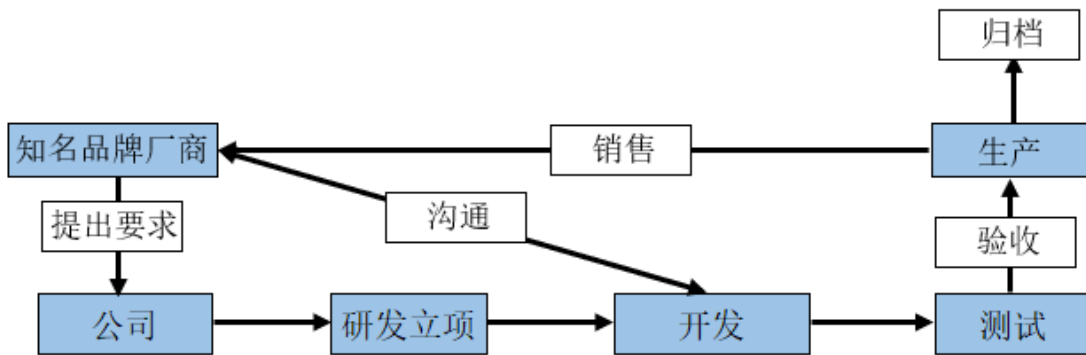 归档
知名品牌厂商
销售
生产
提出要求
沟通
验收
公司
研发立项
开发
测试